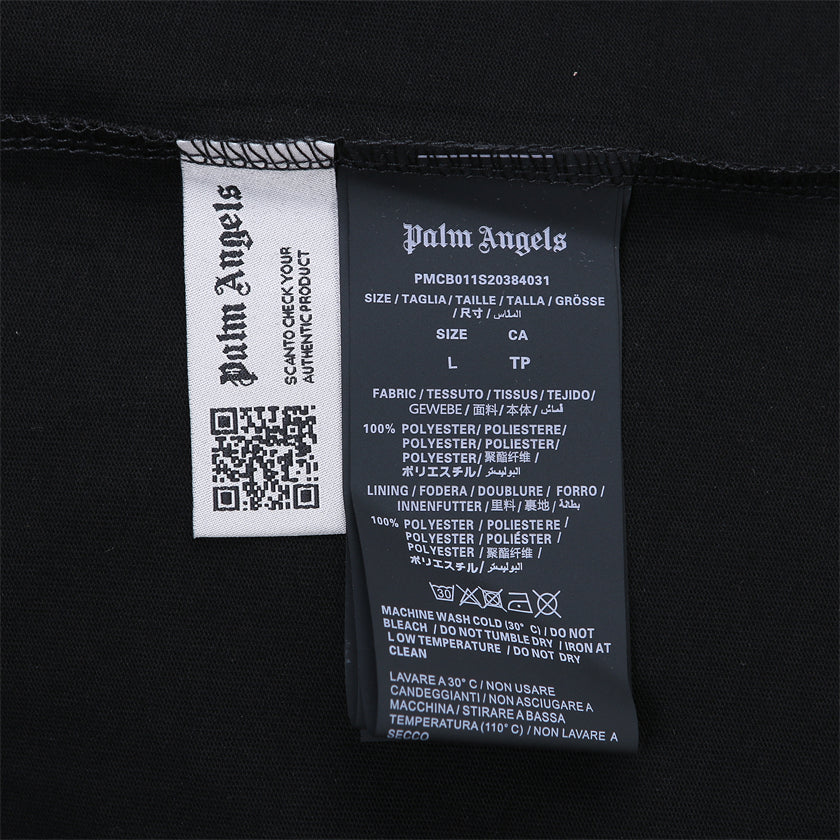 Palm Angels
SCAN TO CHECK YOUR
AUTHENTIC PRODUCT
Palm Angels
PMCB011S20384031
SIZE / TAGLIA / TAILLE / TALLA / GRÖSSE
/ 尺寸 / المقاس
SIZE CA
L TP
FABRIC / TESSUTO / TISSUS / TEJIDO/
GEWEBE / 面料 / 本体 / قماش
100% POLYESTER / POLIESTERE/
POLYESTER / POLIESTER/
POLYESTER/ 聚酯纤维 /
ポリエステル/ البوليستر
LINING / FODERA / DOUBLURE / FORRO /
INNENFUTTER / 里料 / 裏地 / بطانة
100% POLYESTER / POLIESTERE /
POLYESTER / POLIÉSTER /
POLYESTER / 聚酯纤维 /
ポリエステル/ البوليستر
30
MACHINE WASH COLD (30° C) / DO NOT
BLEACH / DO NOT TUMBLE DRY / IRON AT
LOW TEMPERATURE / DO NOT DRY
CLEAN
LAVARE A 30° C / NON USARE
CANDEGGIANTI / NON ASCIUGARE A
MACCHINA / STIRARE A BASSA
TEMPERATURA (110° C) / NON LAVARE A
SECCO